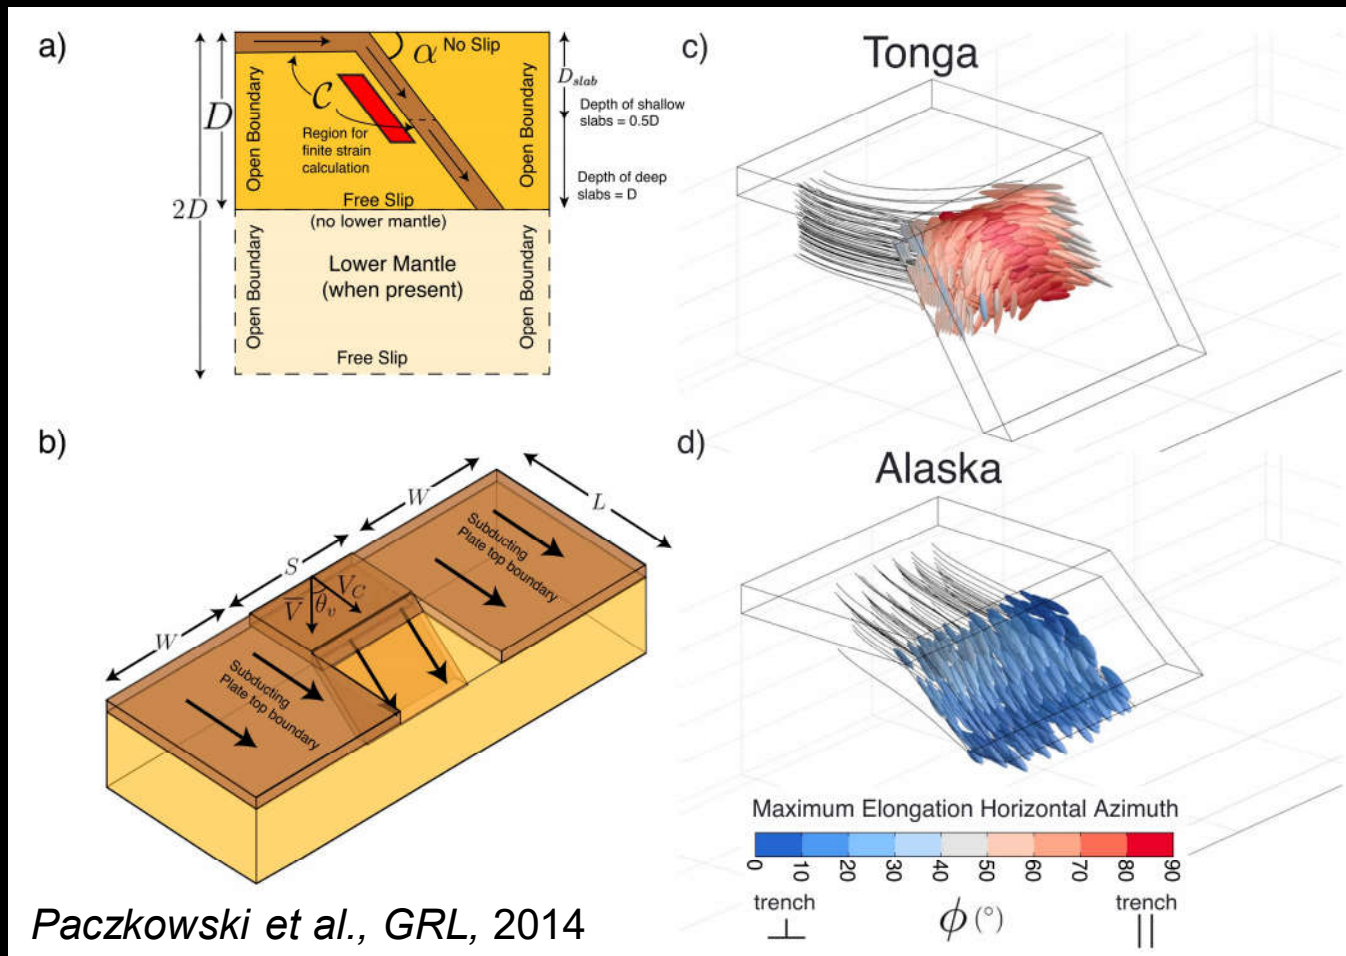 a)
No Slip
α
D_slab
Open Boundary
C
D
Depth of shallow
slabs = 0.5D
Region for
finite strain
calculation
Open Boundary
Depth of deep
slabs = D
Free Slip
2D
(no lower mantle)
Open Boundary
Lower Mantle
(when present)
Open Boundary
Free Slip
b)
W
L
S
Subducting
Plate top boundary
V_C
V̅
θ_v
W
Subducting
Plate top boundary
c)
Tonga
d)
Alaska
Maximum Elongation Horizontal Azimuth
0 10 20 30 40 50 60 70 80 90
trench
⊥
ϕ (°)
trench
||
Paczkowski et al., GRL, 2014